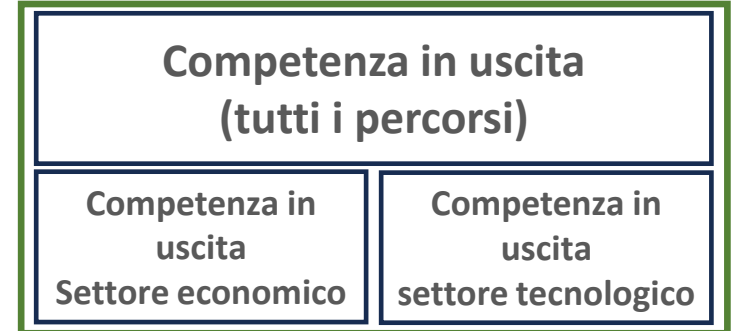 Competenza in uscita
(tutti i percorsi)
Competenza in
uscita
Settore economico
Competenza in
uscita
settore tecnologico